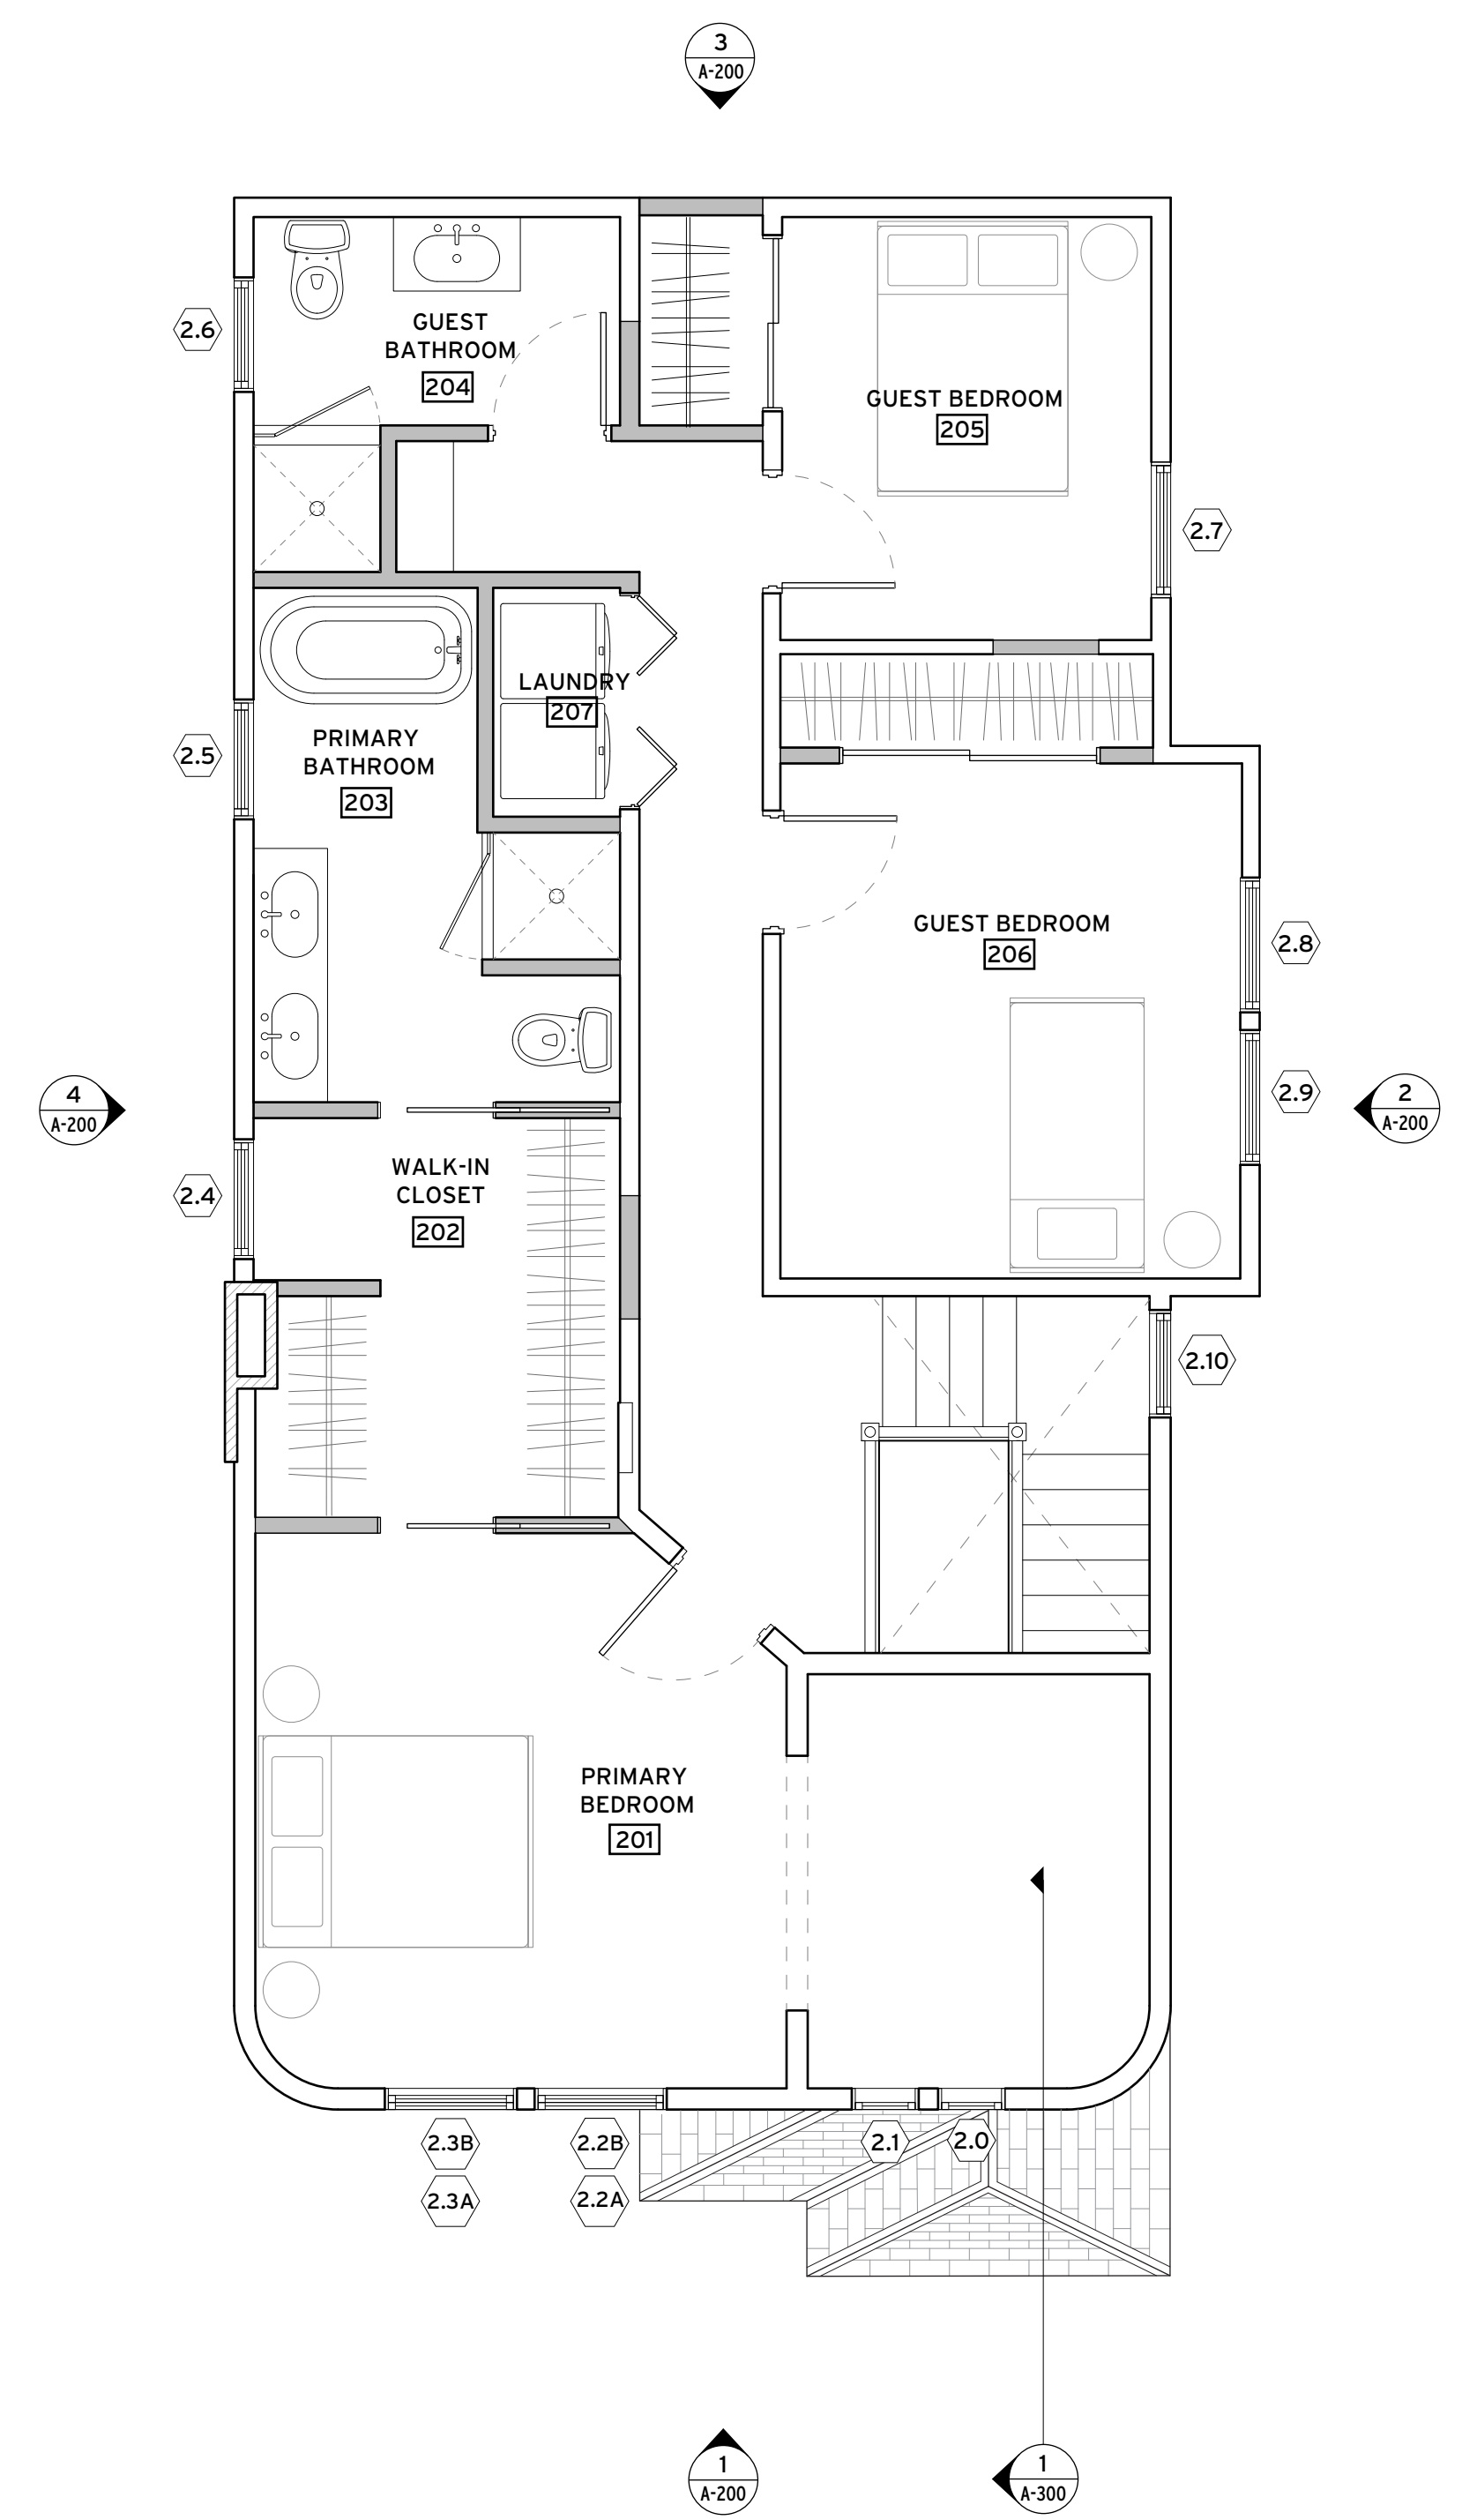 3
A-200
2.6
GUEST
BATHROOM
204
GUEST BEDROOM
205
2.7
LAUNDRY
207
2.5
PRIMARY
BATHROOM
203
GUEST BEDROOM
206
2.8
2.9
4
A-200
2
A-200
WALK-IN
CLOSET
202
2.4
2.10
PRIMARY
BEDROOM
201
2.3B
2.2B
2.1
2.0
2.3A
2.2A
1
A-200
1
A-300